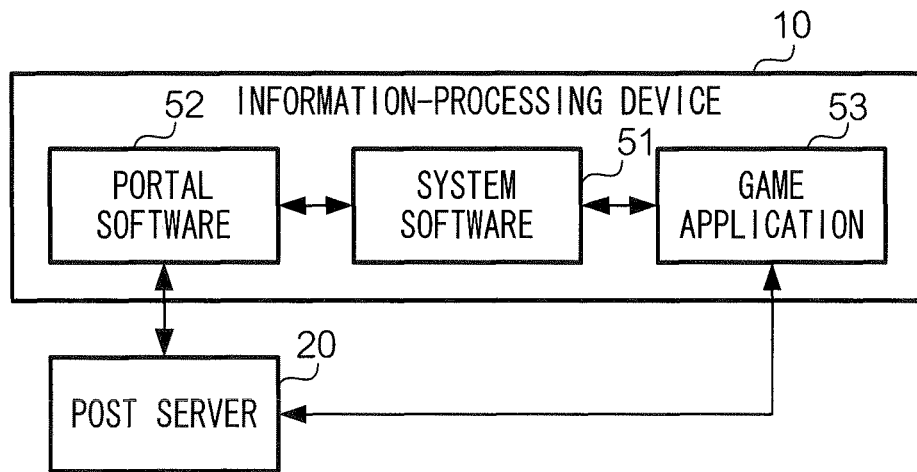 10
INFORMATION-PROCESSING DEVICE
52
51
53
PORTAL
SOFTWARE
SYSTEM
SOFTWARE
GAME
APPLICATION
20
POST SERVER